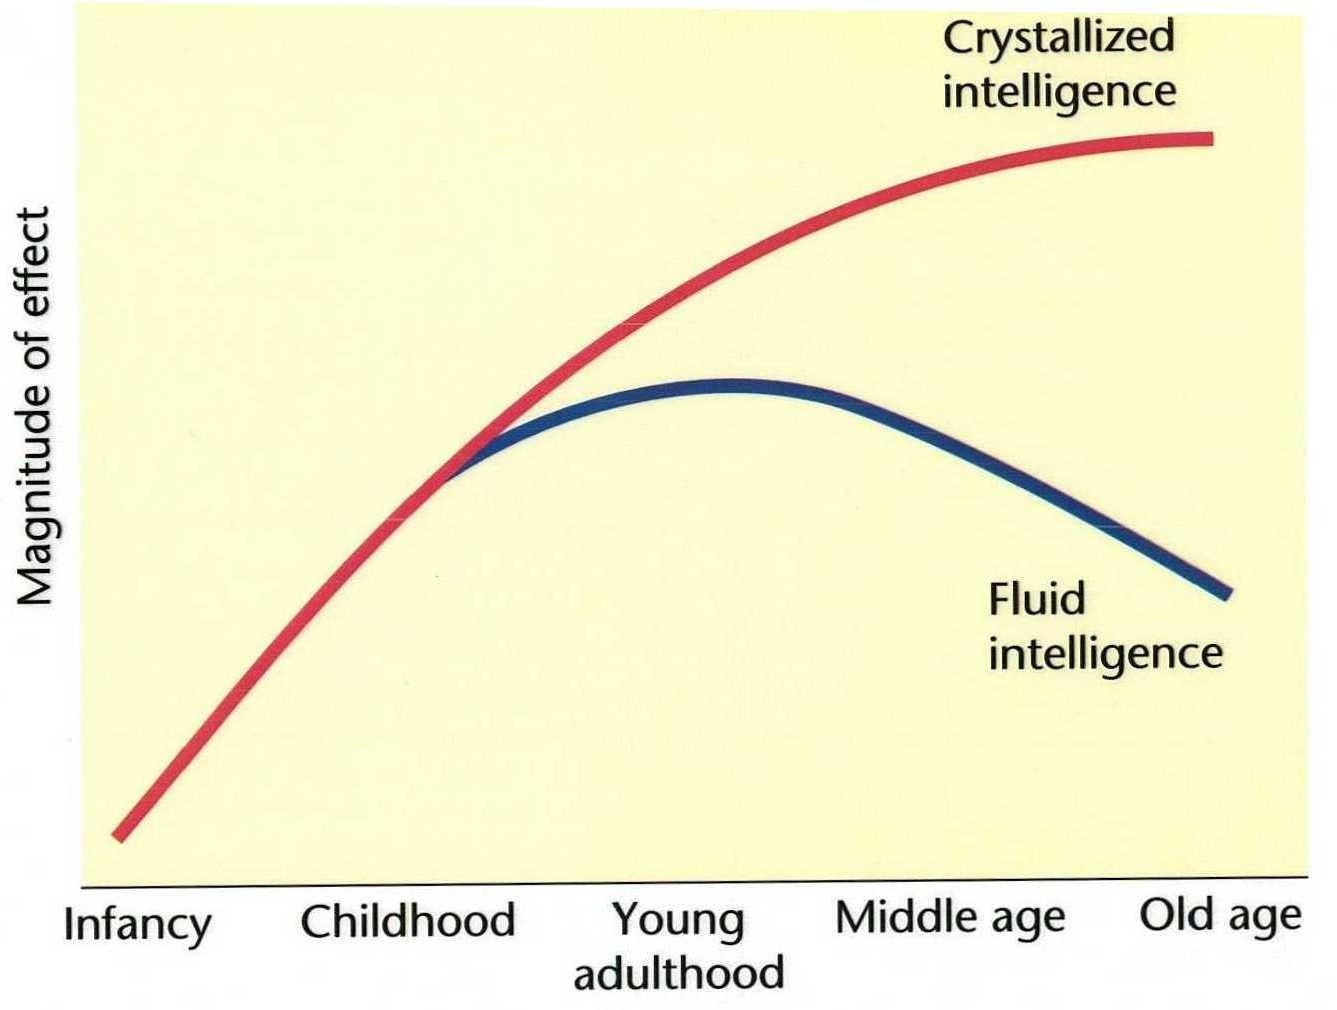 Crystallized
intelligence
Magnitude of effect
Fluid
intelligence
Infancy
Childhood
Young
adulthood
Middle age
Old age